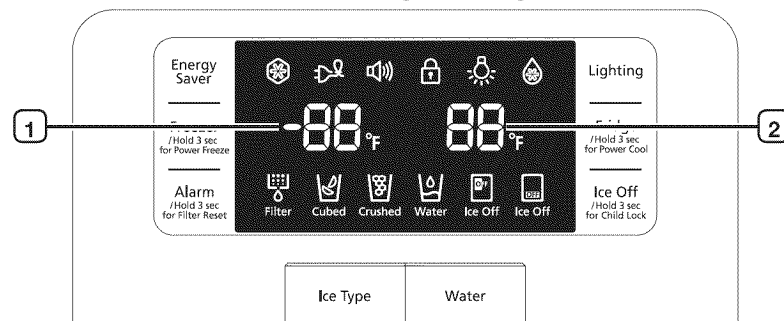 Energy
Saver
Lighting
1
-88 °F
88 °F
2
/Hold 3 sec
for Power Freeze
/Hold 3 sec
for Power Cool
Alarm
/Hold 3 sec
for Filter Reset
Filter
Cubed
Crushed
Water
OFF
Ice Off
OFF
Ice Off
Ice Off
/Hold 3 sec
for Child Lock
Ice Type
Water